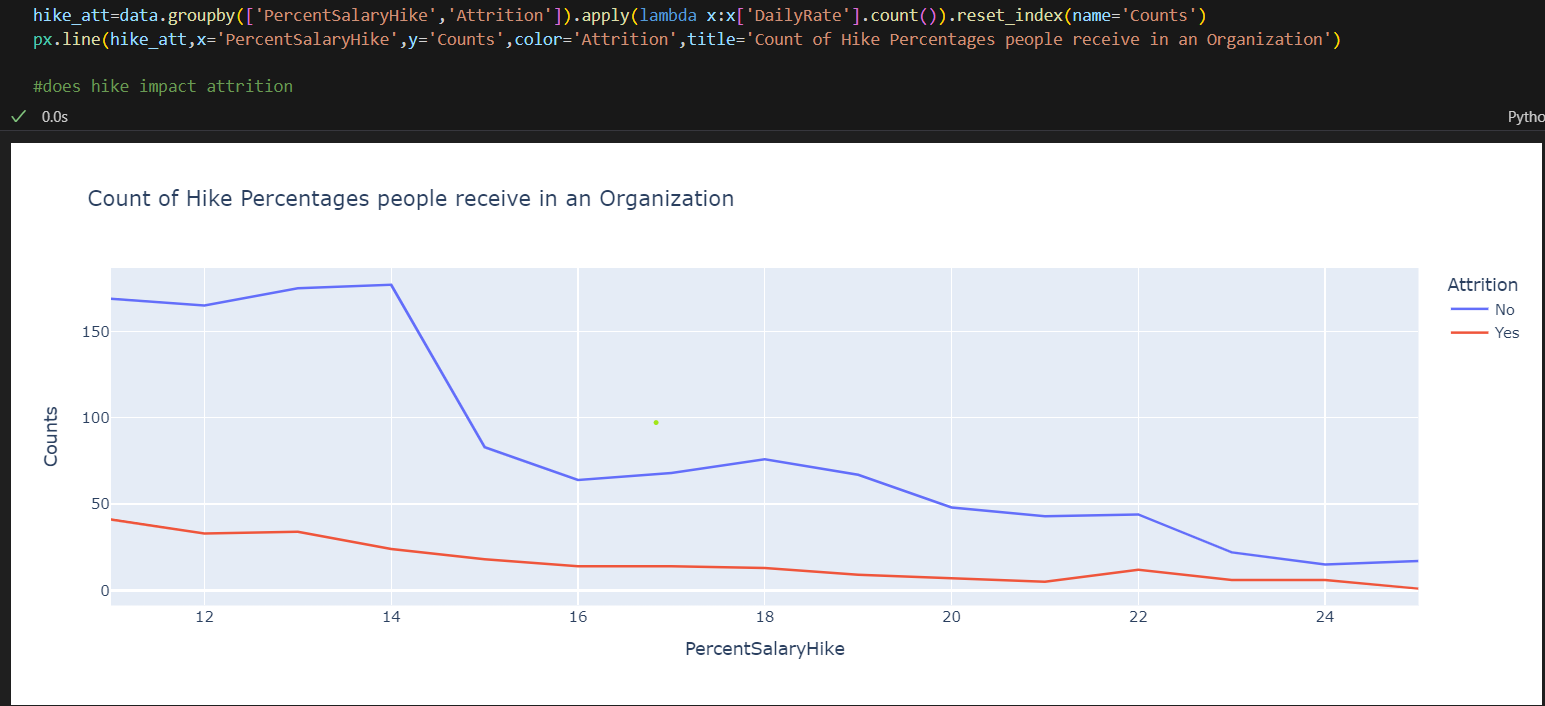 hike_att=data.groupby(['PercentSalaryHike','Attrition']).apply(lambda x:x['DailyRate'].count()).reset_index(name='Counts')
px.line(hike_att,x='PercentSalaryHike',y='Counts',color='Attrition',title='Count of Hike Percentages people receive in an Organization')
#does hike impact attrition
0.0s
Pytho
Count of Hike Percentages people receive in an Organization
Attrition
No
Yes
150
100
50
0
Counts
12 14 16 18 20 22 24
PercentSalaryHike